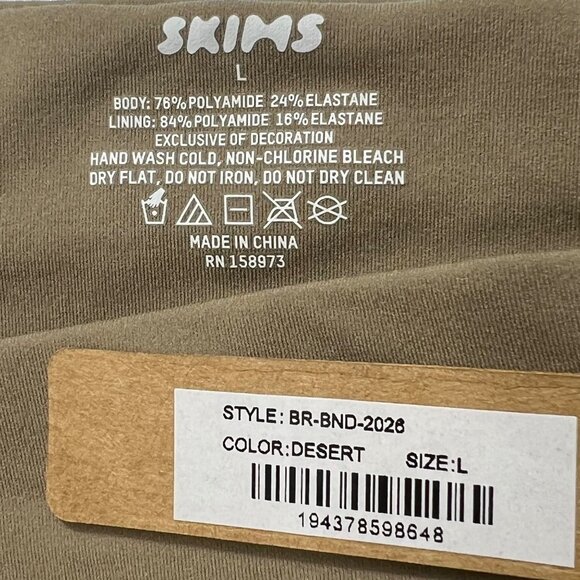 SKIMS
L
BODY: 76% POLYAMIDE 24% ELASTANE
LINING: 84% POLYAMIDE 16% ELASTANE
EXCLUSIVE OF DECORATION
HAND WASH COLD, NON-CHLORINE BLEACH
DRY FLAT, DO NOT IRON, DO NOT DRY CLEAN
MADE IN CHINA
RN 158973
STYLE: BR-BND-2026
COLOR:DESERT SIZE:L
194378598648